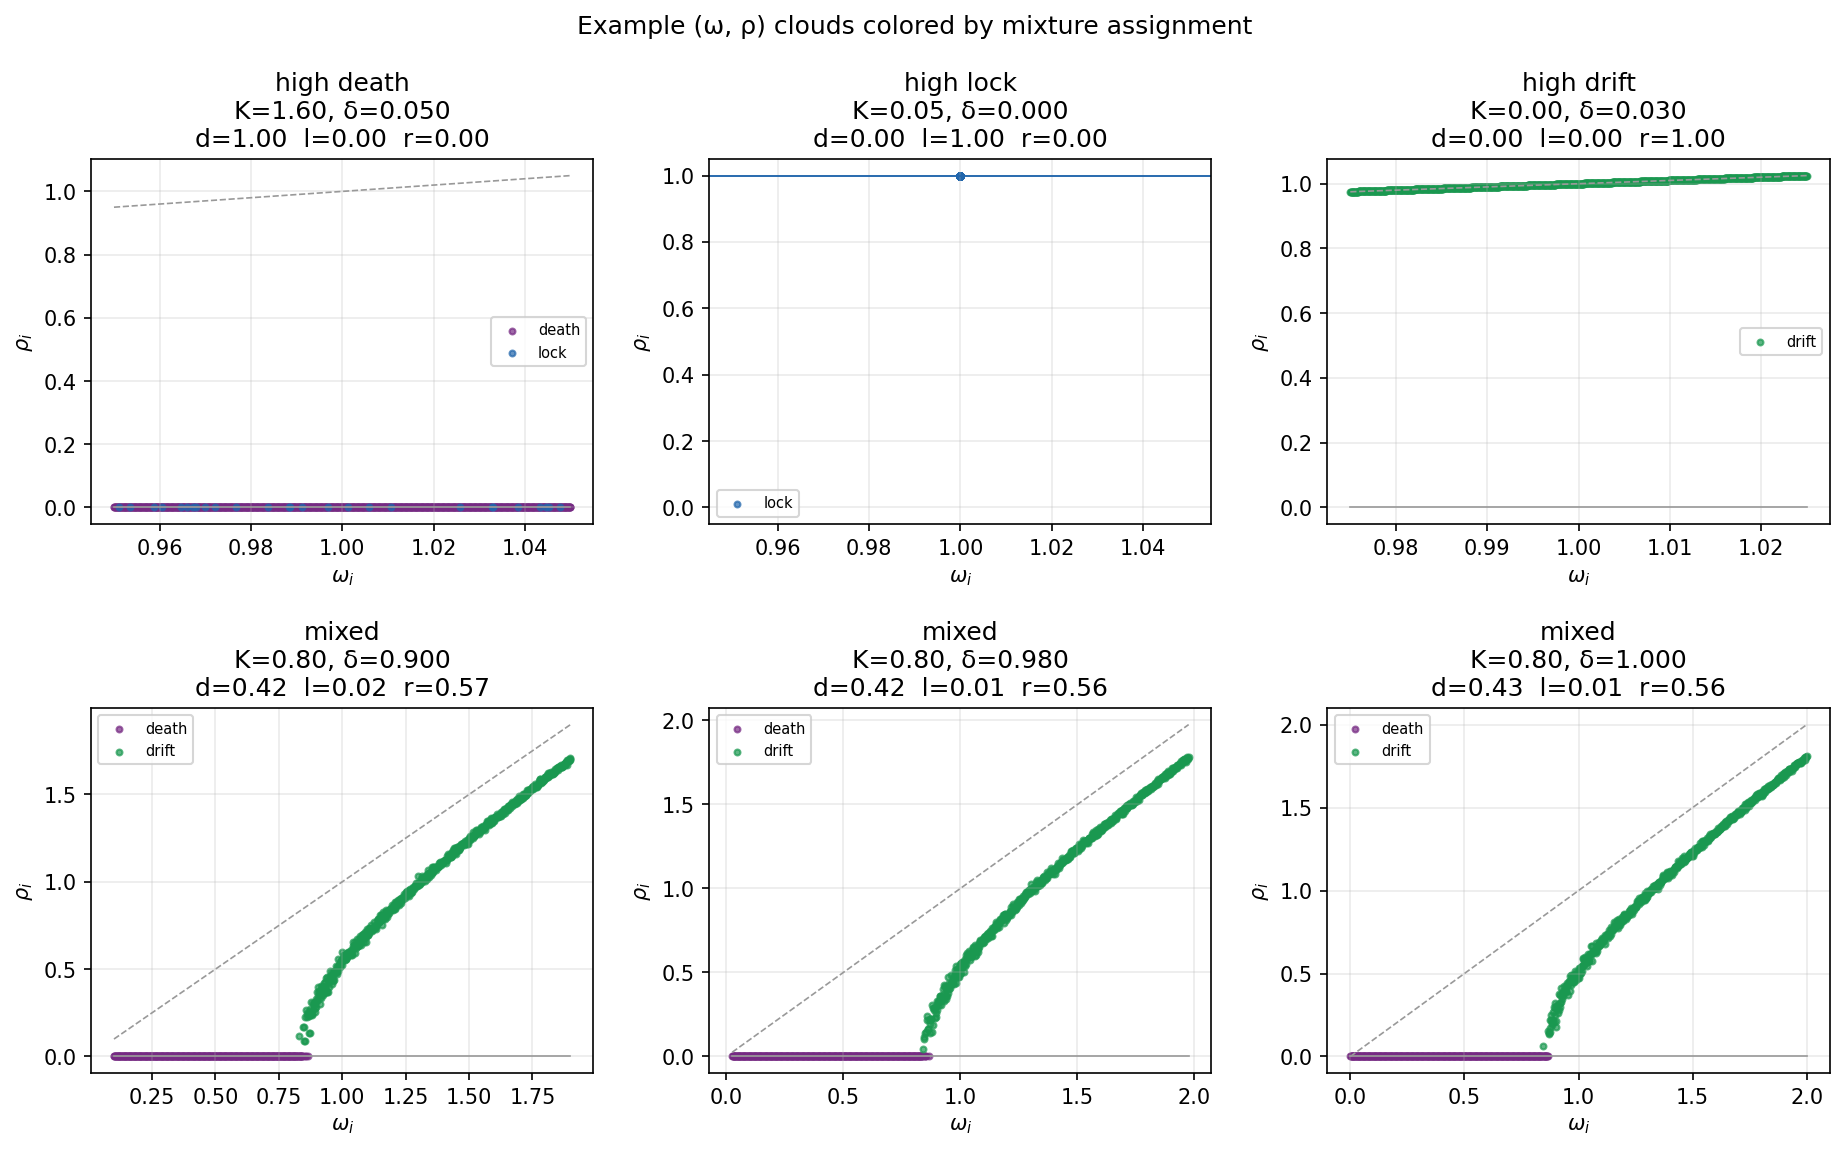 Example (ω, ρ) clouds colored by mixture assignment
high death
K=1.60, δ=0.050
d=1.00 l=0.00 r=0.00
1.0
0.8
0.6
0.4
0.2
0.0
ρᵢ
death
lock
0.96 0.98 1.00 1.02 1.04
ωᵢ
high lock
K=0.05, δ=0.000
d=0.00 l=1.00 r=0.00
1.0
0.8
0.6
0.4
0.2
0.0
ρᵢ
lock
0.96 0.98 1.00 1.02 1.04
ωᵢ
high drift
K=0.00, δ=0.030
d=0.00 l=0.00 r=1.00
1.0
0.8
0.6
0.4
0.2
0.0
ρᵢ
drift
0.98 0.99 1.00 1.01 1.02
ωᵢ
mixed
K=0.80, δ=0.900
d=0.42 l=0.02 r=0.57
death
drift
1.5
1.0
0.5
0.0
ρᵢ
0.25 0.50 0.75 1.00 1.25 1.50 1.75
ωᵢ
mixed
K=0.80, δ=0.980
d=0.42 l=0.01 r=0.56
death
drift
2.0
1.5
1.0
0.5
0.0
ρᵢ
0.0 0.5 1.0 1.5 2.0
ωᵢ
mixed
K=0.80, δ=1.000
d=0.43 l=0.01 r=0.56
death
drift
2.0
1.5
1.0
0.5
0.0
ρᵢ
0.0 0.5 1.0 1.5 2.0
ωᵢ